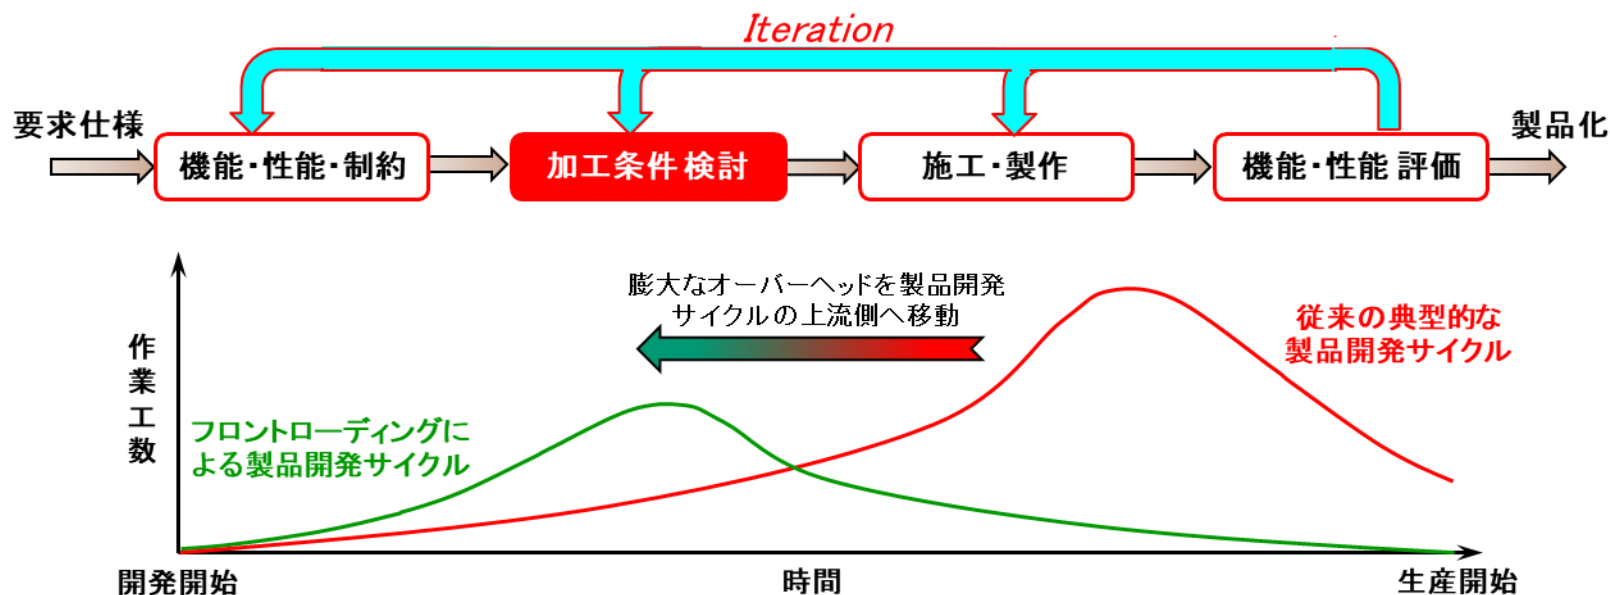 Iteration
要求仕様
製品化
機能・性能・制約
加工条件 検討
施工・製作
機能・性能 評価
膨大なオーバーヘッドを製品開発
サイクルの上流側へ移動
従来の典型的な
製品開発サイクル
作業工数
フロントローディングに
よる製品開発サイクル
開発開始
時間
生産開始